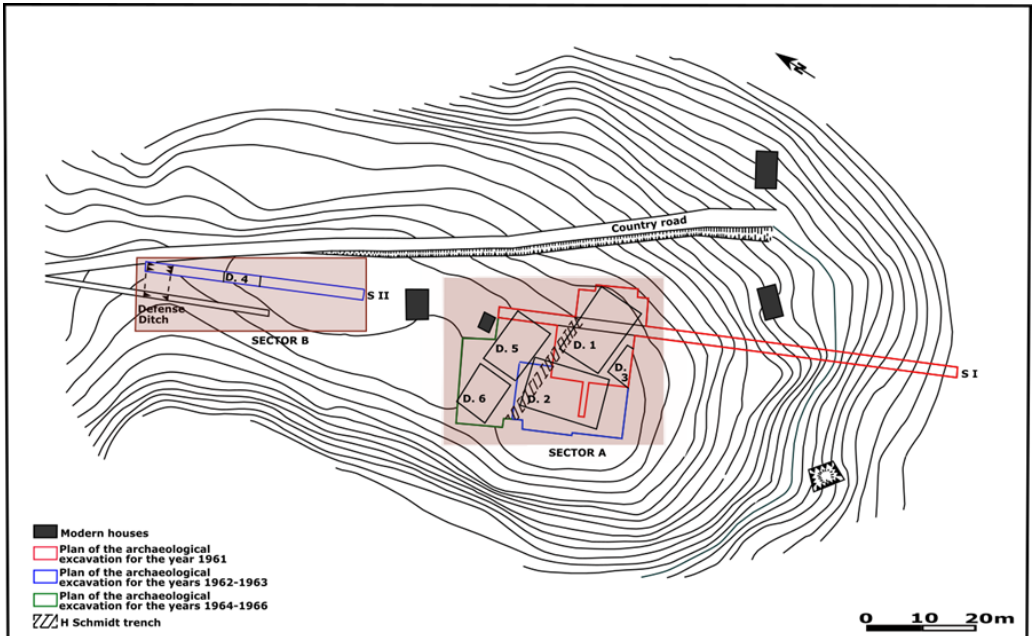 N
Country road
D. 4
S II
Defense
Ditch
SECTOR B
D. 5
D. 1
D.
3
S I
D. 6
D. 2
SECTOR A
Modern houses
Plan of the archaeological
excavation for the year 1961
Plan of the archaeological
excavation for the years 1962-1963
Plan of the archaeological
excavation for the years 1964-1966
H Schmidt trench
0 10 20m